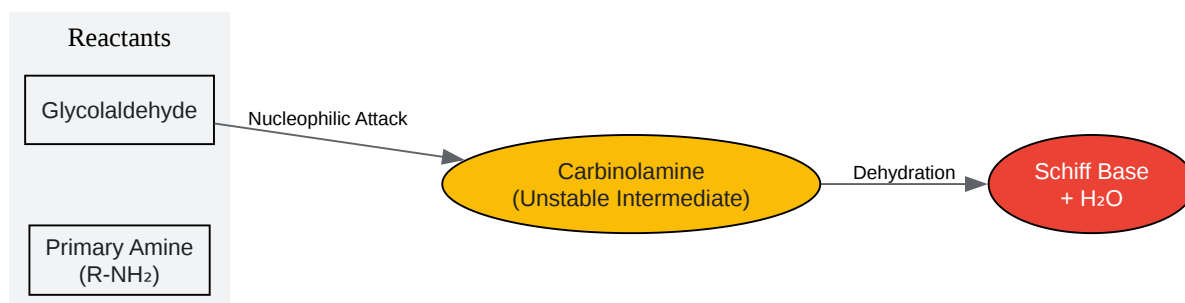 Reactants
Glycolaldehyde
Nucleophilic Attack
Carbinolamine
(Unstable Intermediate)
Dehydration
Schiff Base
+ H₂O
Primary Amine
(R-NH₂)